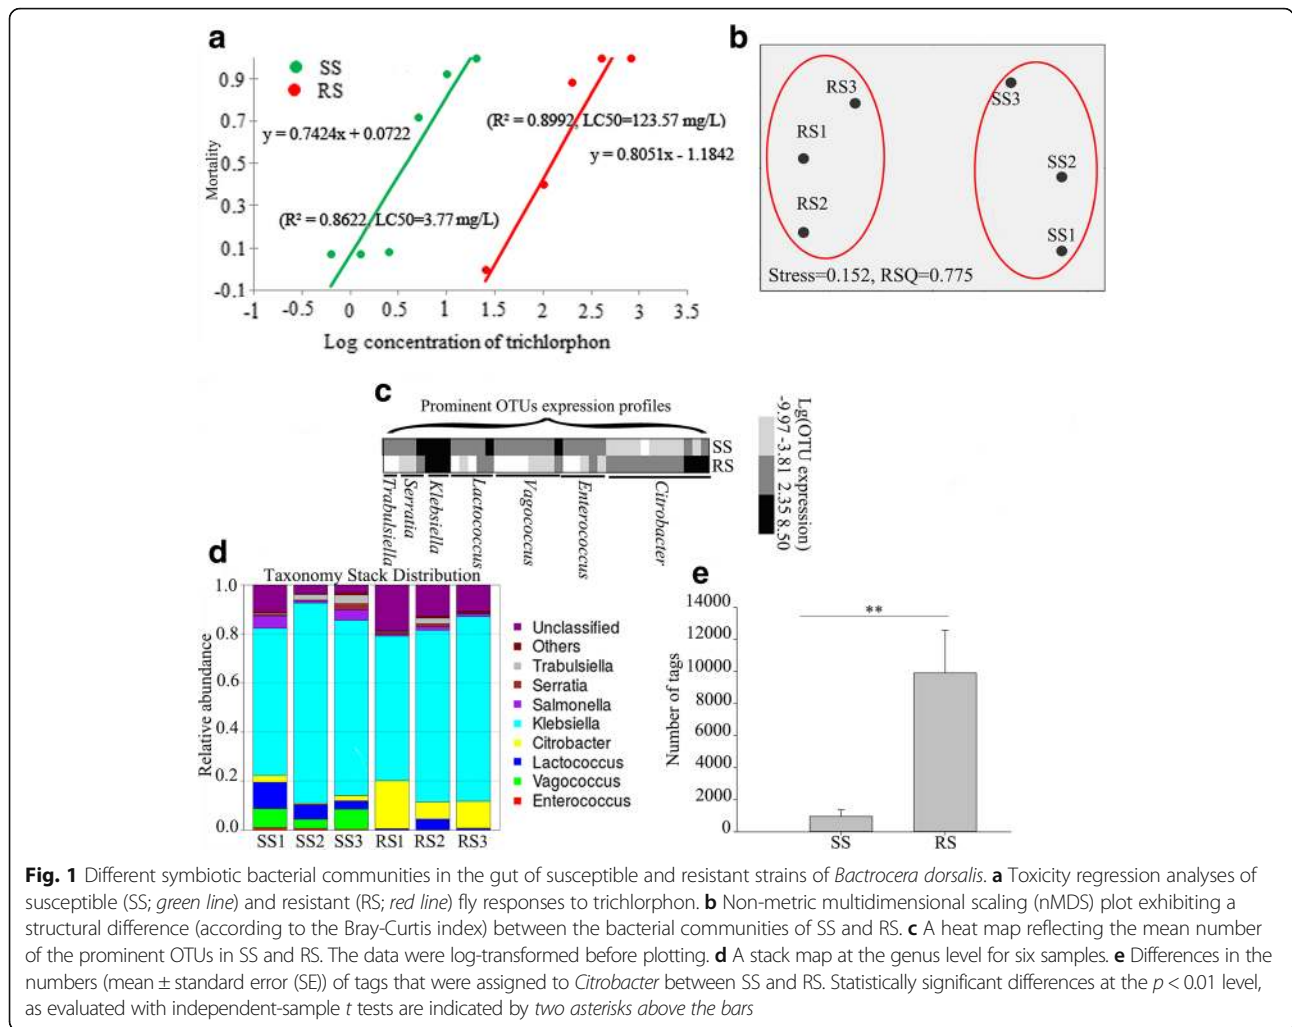 a
SS
RS
0.9
0.7
0.5
0.3
0.1
-0.1
Mortality
y = 0.7424x + 0.0722
(R² = 0.8622, LC50=3.77 mg/L)
(R² = 0.8992, LC50=123.57 mg/L)
y = 0.8051x - 1.1842
-1 -0.5 0 0.5 1 1.5 2 2.5 3 3.5
Log concentration of trichlorphon
b
RS3
RS1
RS2
SS3
SS2
SS1
Stress=0.152, RSQ=0.775
c
Prominent OTUs expression profiles
SS
RS
Trabulsiella
Serratia
Klebsiella
Lactococcus
Vagococcus
Enterococcus
Citrobacter
Lg(OTU expression)
-9.97 -3.81 2.35 8.50
d
Taxonomy Stack Distribution
1.0
0.8
0.6
0.4
0.2
0.0
Relative abundance
SS1 SS2 SS3 RS1 RS2 RS3
Unclassified
Others
Trabulsiella
Serratia
Salmonella
Klebsiella
Citrobacter
Lactococcus
Vagococcus
Enterococcus
e
14000
12000
10000
8000
6000
4000
2000
0
Number of tags
**
SS RS
Fig. 1 Different symbiotic bacterial communities in the gut of susceptible and resistant strains of Bactrocera dorsalis. a Toxicity regression analyses of
susceptible (SS; green line) and resistant (RS; red line) fly responses to trichlorphon. b Non-metric multidimensional scaling (nMDS) plot exhibiting a
structural difference (according to the Bray-Curtis index) between the bacterial communities of SS and RS. c A heat map reflecting the mean number
of the prominent OTUs in SS and RS. The data were log-transformed before plotting. d A stack map at the genus level for six samples. e Differences in the
numbers (mean ± standard error (SE)) of tags that were assigned to Citrobacter between SS and RS. Statistically significant differences at the p < 0.01 level,
as evaluated with independent-sample t tests are indicated by two asterisks above the bars